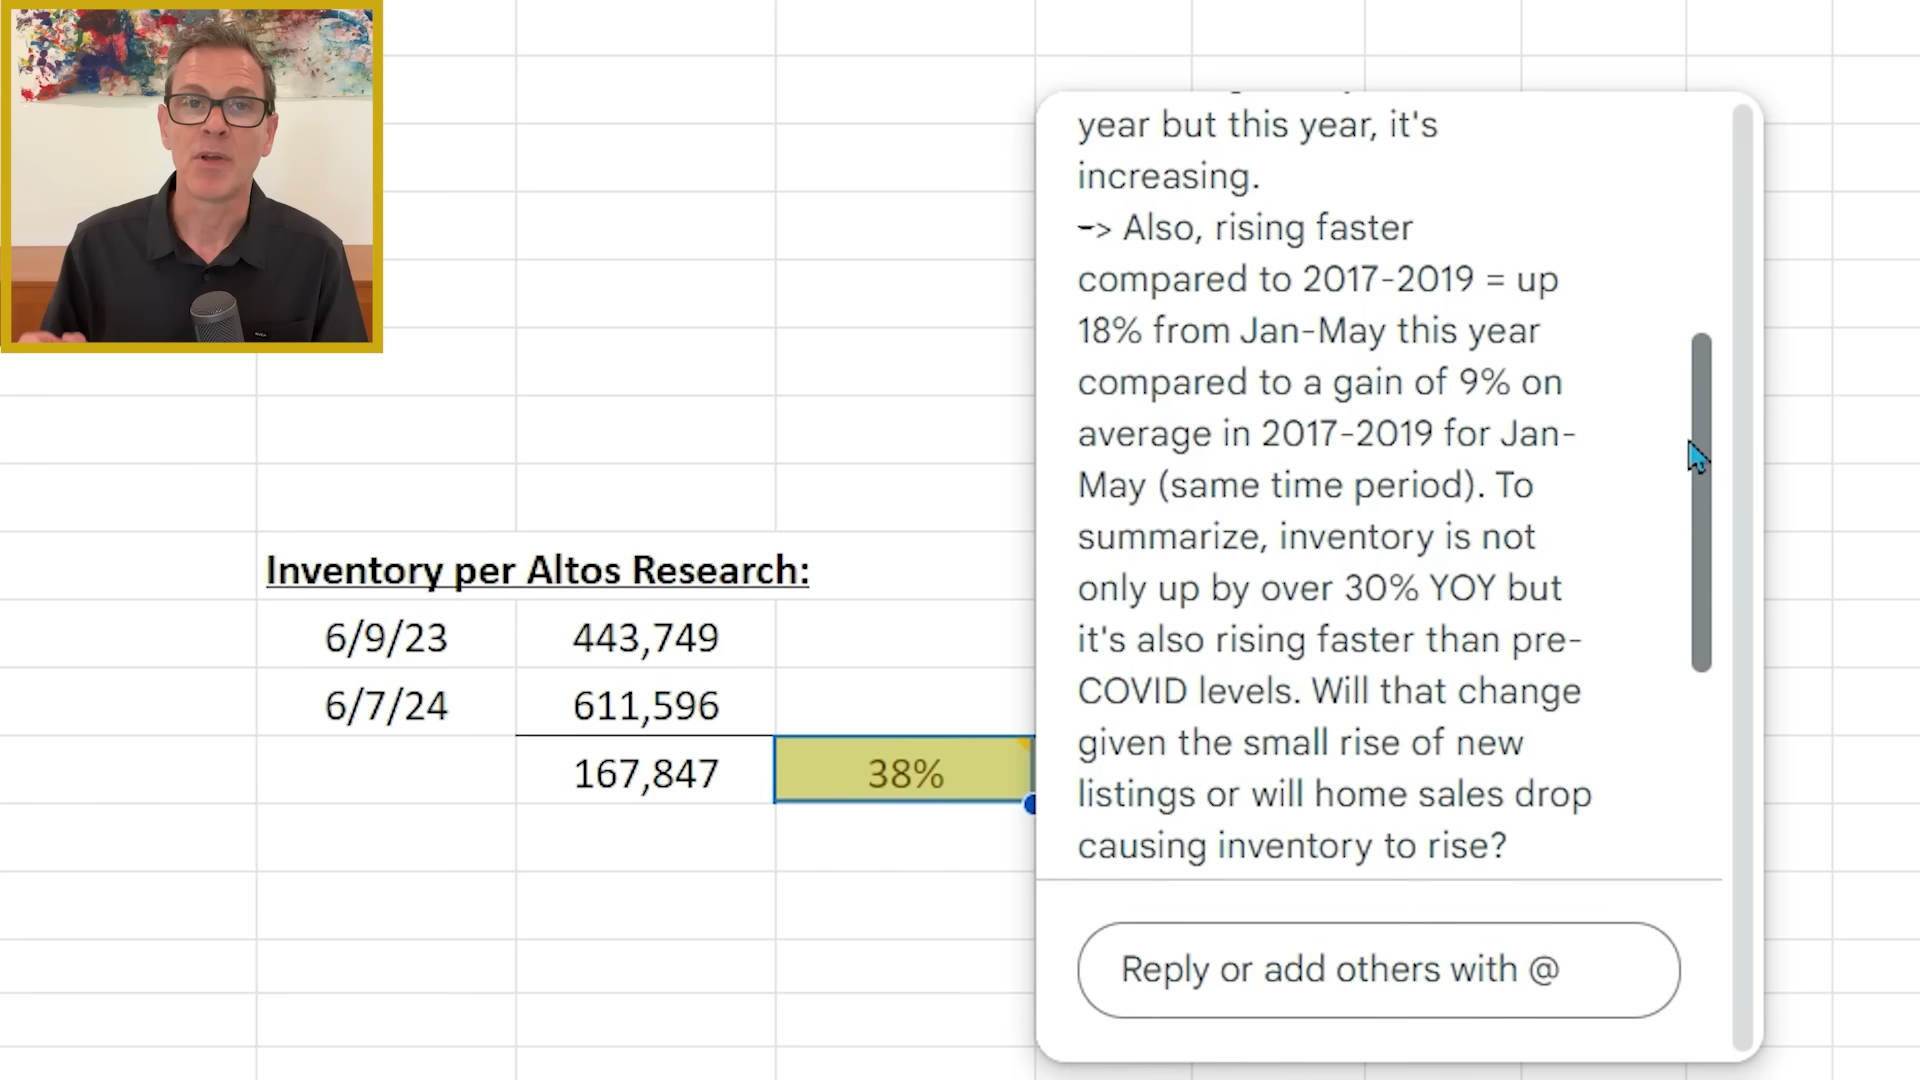 Inventory per Altos Research:
6/9/23 443,749
6/7/24 611,596
167,847 38%
year but this year, it's
increasing.
-> Also, rising faster
compared to 2017-2019 = up
18% from Jan-May this year
compared to a gain of 9% on
average in 2017-2019 for Jan-
May (same time period). To
summarize, inventory is not
only up by over 30% YOY but
it's also rising faster than pre-
COVID levels. Will that change
given the small rise of new
listings or will home sales drop
causing inventory to rise?
Reply or add others with @